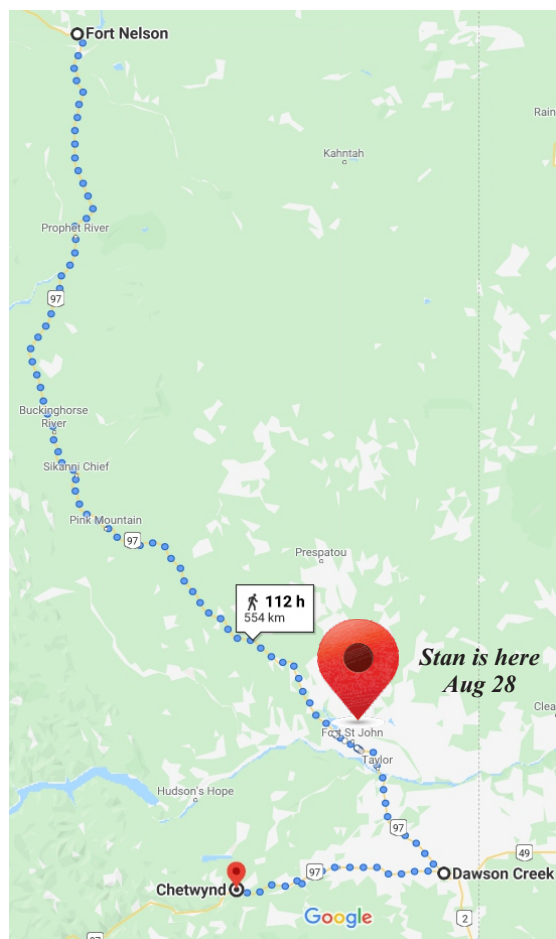 Fort Nelson
Rain
Kahntah
Prophet River
97
Buckinghorse
River
Sikanni Chief
Pink Mountain
97
Prespatou
112 h
554 km
Stan is here
Aug 28
Clea
Fort St John
Taylor
Hudson's Hope
97
49
97
Dawson Creek
Chetwynd
2
Google
97